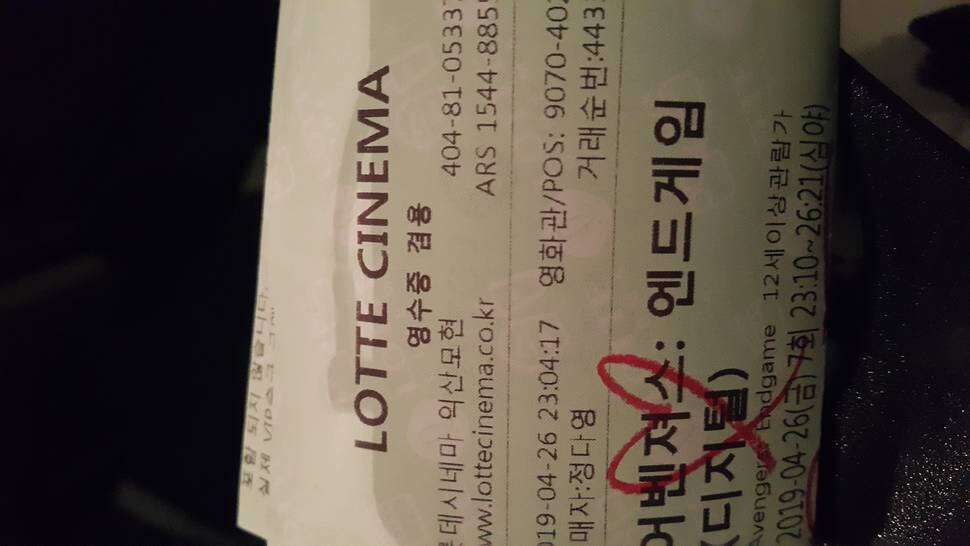 LOTTE CINEMA
영수증 겸용
롯데시네마 익산모현 404-81-0533
www.lottecinema.co.kr ARS 1544-885
019-04-26 23:04:17 영화관/POS: 9070-402
매자:정다영 거래순번:443
어벤져스: 엔드게임
(디지털)
Avengers: Endgame 12세이상관람가
2019-04-26(금) 7회 23:10~26:21(심야)